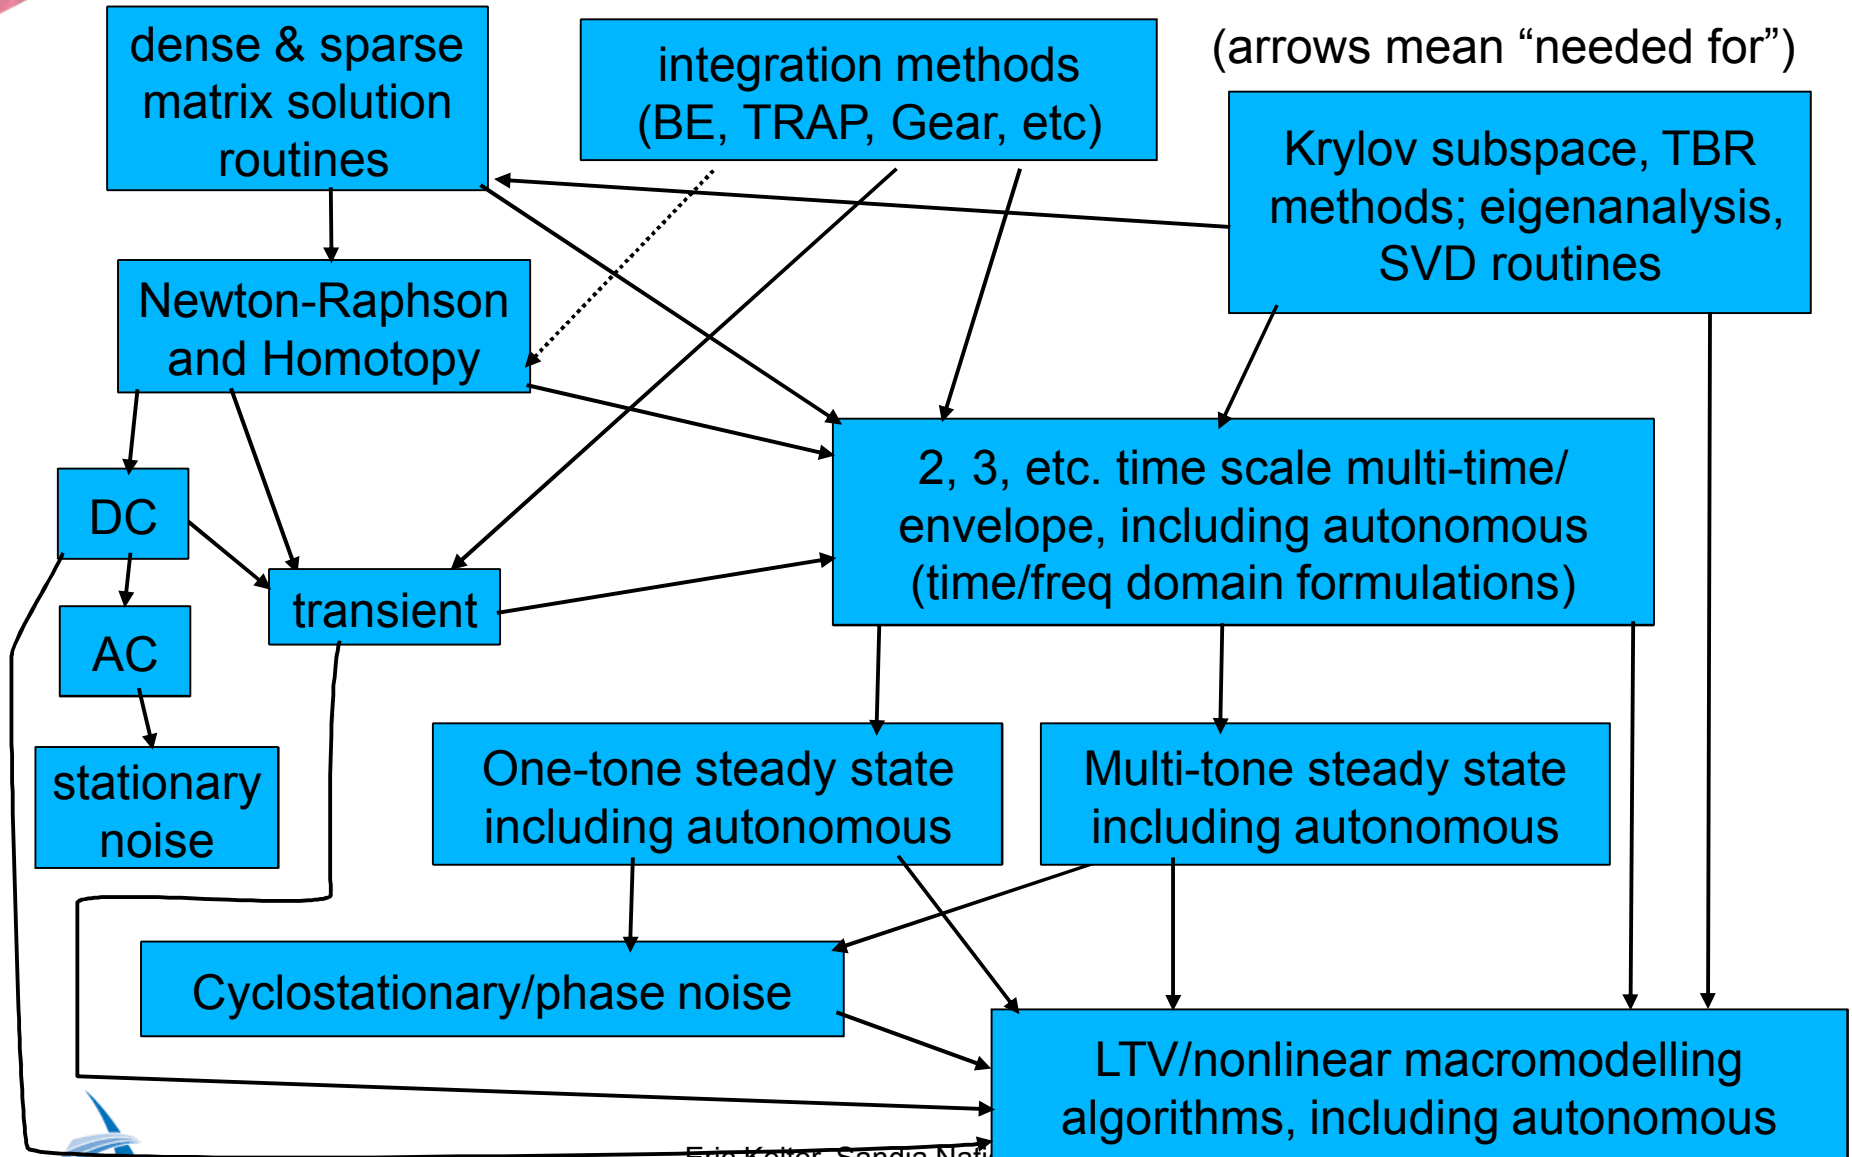 dense & sparse
matrix solution
routines
integration methods
(BE, TRAP, Gear, etc)
(arrows mean “needed for”)
Krylov subspace, TBR
methods; eigenanalysis,
SVD routines
Newton-Raphson
and Homotopy
2, 3, etc. time scale multi-time/
envelope, including autonomous
(time/freq domain formulations)
DC
transient
AC
stationary
noise
One-tone steady state
including autonomous
Multi-tone steady state
including autonomous
Cyclostationary/phase noise
LTV/nonlinear macromodelling
algorithms, including autonomous
Sandia